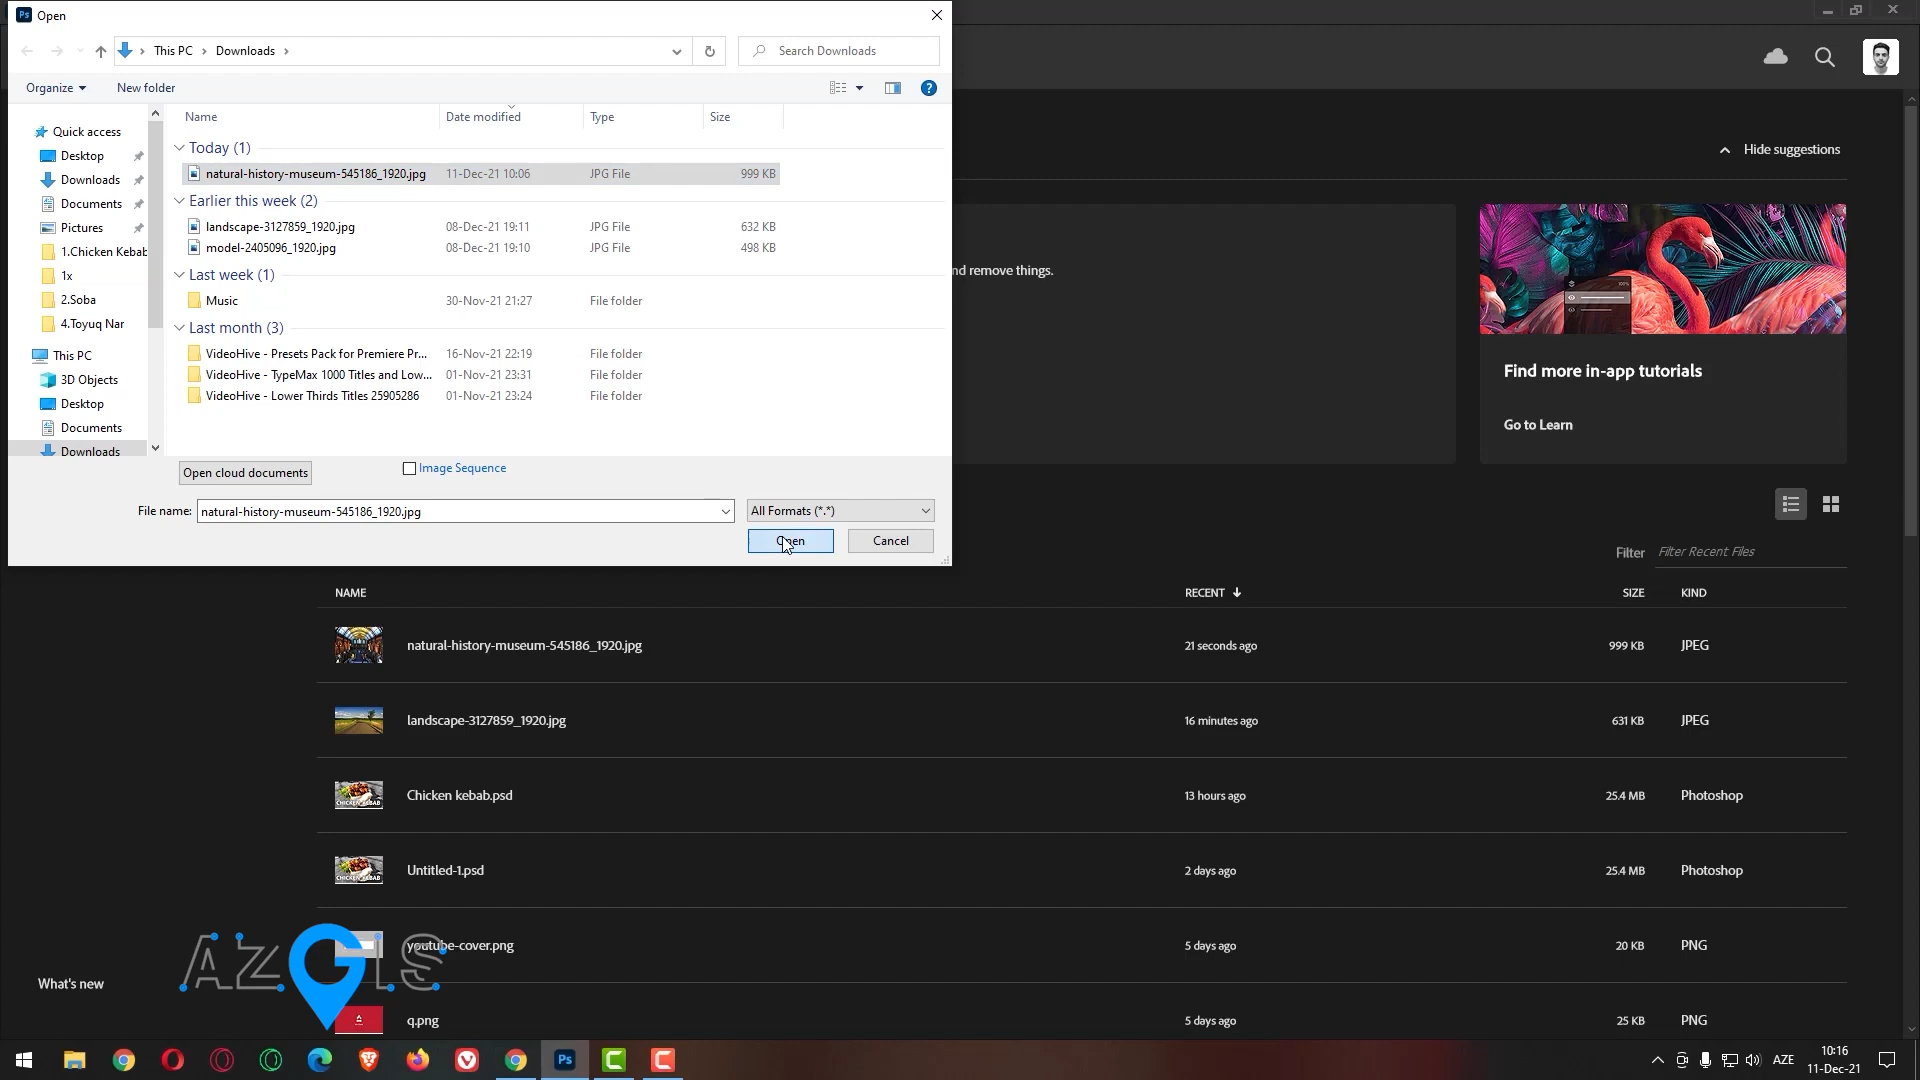 Ps Open
This PC > Downloads >
Search Downloads
Organize
New folder
Name
Date modified
Type
Size
Quick access
Desktop
Downloads
Documents
Pictures
1.Chicken Kebab
1x
2.Soba
4.Toyuq Nar
This PC
3D Objects
Desktop
Documents
Downloads
Today (1)
natural-history-museum-545186_1920.jpg 11-Dec-21 10:06 JPG File 999 KB
Earlier this week (2)
landscape-3127859_1920.jpg 08-Dec-21 19:11 JPG File 632 KB
model-2405096_1920.jpg 08-Dec-21 19:10 JPG File 498 KB
Last week (1)
Music 30-Nov-21 21:27 File folder
Last month (3)
VideoHive - Presets Pack for Premiere Pr... 16-Nov-21 22:19 File folder
VideoHive - TypeMax 1000 Titles and Low... 01-Nov-21 23:31 File folder
VideoHive - Lower Thirds Titles 25905286 01-Nov-21 23:24 File folder
Open cloud documents
Image Sequence
File name: natural-history-museum-545186_1920.jpg
All Formats (*.*)
Open
Cancel
Hide suggestions
nd remove things.
Find more in-app tutorials
Go to Learn
Filter Filter Recent Files
NAME RECENT SIZE KIND
natural-history-museum-545186_1920.jpg 21 seconds ago 999 KB JPEG
landscape-3127859_1920.jpg 16 minutes ago 631 KB JPEG
CHICKEN KEBAB
Chicken kebab.psd 13 hours ago 25.4 MB Photoshop
CHICKEN KEBAB
Untitled-1.psd 2 days ago 25.4 MB Photoshop
youtube-cover.png 5 days ago 20 KB PNG
q.png 5 days ago 25 KB PNG
What's new
AZGIS
Ps
AZE
10:16
11-Dec-21